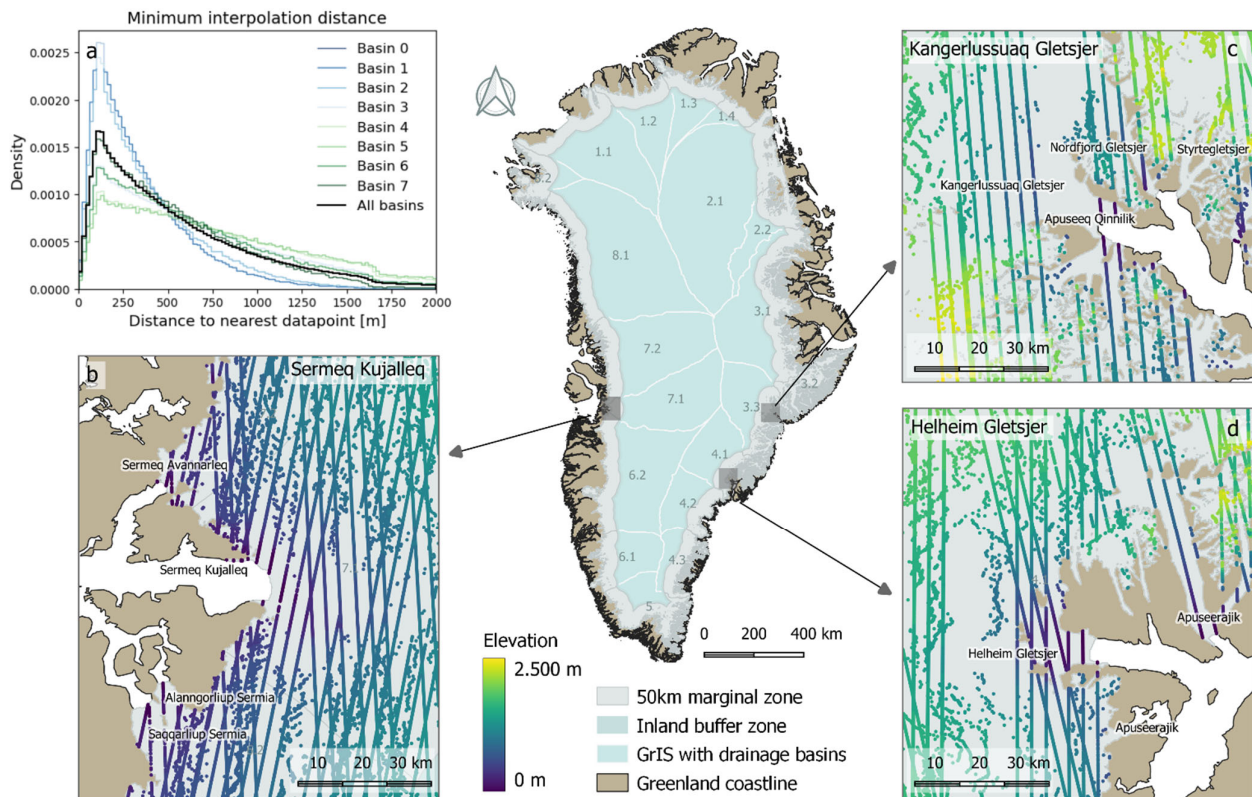 Minimum interpolation distance
a
0.0025
0.0020
0.0015
0.0010
0.0005
0.0000
Density
0
250
500
750
1000
1250
1500
1750
2000
Distance to nearest datapoint [m]
Basin 0
Basin 1
Basin 2
Basin 3
Basin 4
Basin 5
Basin 6
Basin 7
All basins
b
Sermeq Kujalleq
Sermeq Avannarleq
Sermeq Kujalleq
Alanngorliup Sermia
Saqqarliup Sermia
10 20 30 km
1.3
1.2
1.4
1.1
2.1
2.2
8.1
3.1
7.2
3.2
7.1
3.3
4.1
6.2
4.2
6.1
4.3
5
0 200 400 km
Elevation
2.500 m
0 m
50km marginal zone
Inland buffer zone
GrIS with drainage basins
Greenland coastline
Kangerlussuaq Gletsjer
c
Nordfjord Gletsjer
Styrtegletsjer
Kangerlussuaq Gletsjer
Apuseeq Qinnilik
10 20 30 km
Helheim Gletsjer
d
Apuseerajik
Helheim Gletsjer
Apuseerajik
10 20 30 km